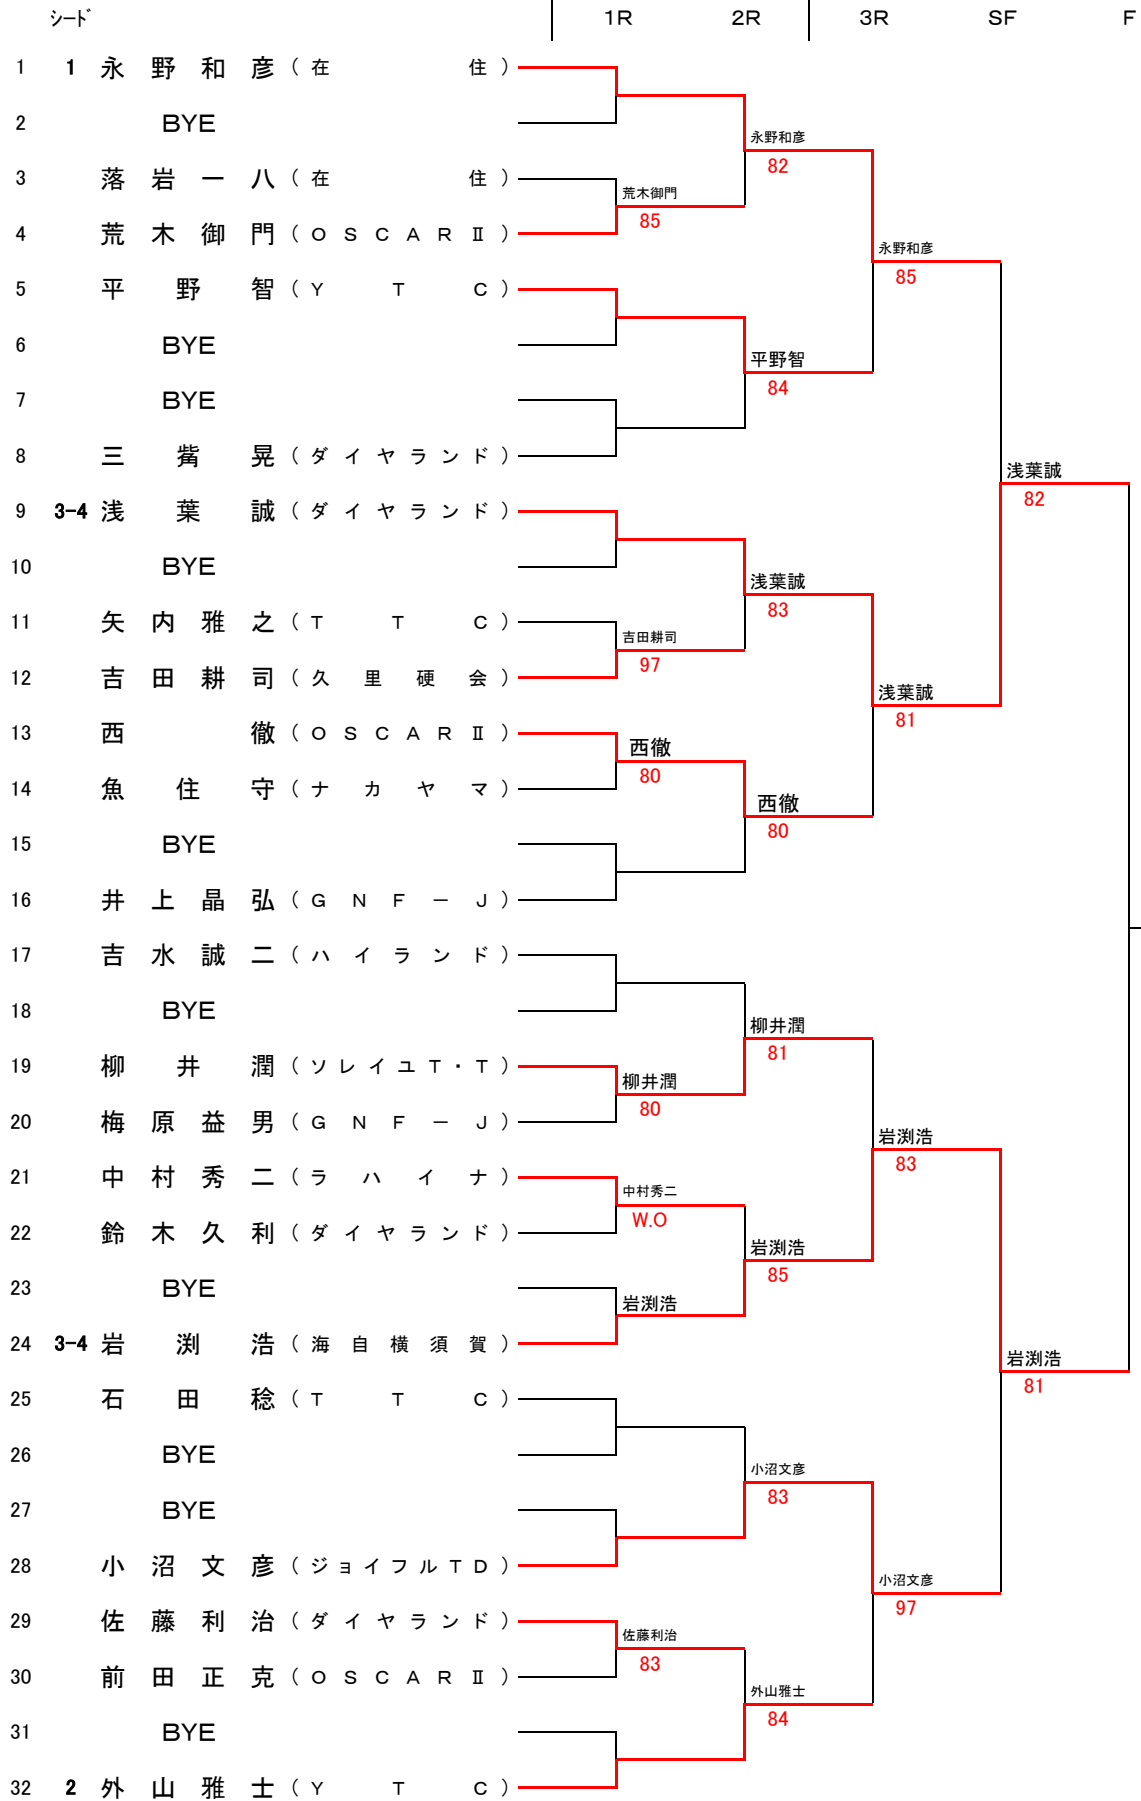 シード 1R 2R 3R SF F
1 1 永野和彦（在住）
2 BYE
永野和彦
82
3 落岩一八（在住）
荒木御門
85
4 荒木御門（OSCARⅡ）
永野和彦
85
5 平野智（YTC）
6 BYE
平野智
84
7 BYE
8 三觜晃（ダイヤランド）
浅葉誠
82
9 3-4 浅葉誠（ダイヤランド）
10 BYE
浅葉誠
83
11 矢内雅之（TTC）
吉田耕司
97
12 吉田耕司（久里硬会）
浅葉誠
81
13 西徹（OSCARⅡ）
西徹
80
14 魚住守（ナカヤマ）
西徹
80
15 BYE
16 井上晶弘（GNF－J）
17 吉水誠二（ハイランド）
18 BYE
柳井潤
81
19 柳井潤（ソレイユT・T）
柳井潤
80
20 梅原益男（GNF－J）
岩渕浩
83
21 中村秀二（ラハイナ）
中村秀二
W.O
22 鈴木久利（ダイヤランド）
岩渕浩
85
23 BYE
岩渕浩
24 3-4 岩渕浩（海自横須賀）
岩渕浩
81
25 石田稔（TTC）
26 BYE
小沼文彦
83
27 BYE
28 小沼文彦（ジョイフルTD）
小沼文彦
97
29 佐藤利治（ダイヤランド）
佐藤利治
83
30 前田正克（OSCARⅡ）
外山雅士
84
31 BYE
32 2 外山雅士（YTC）